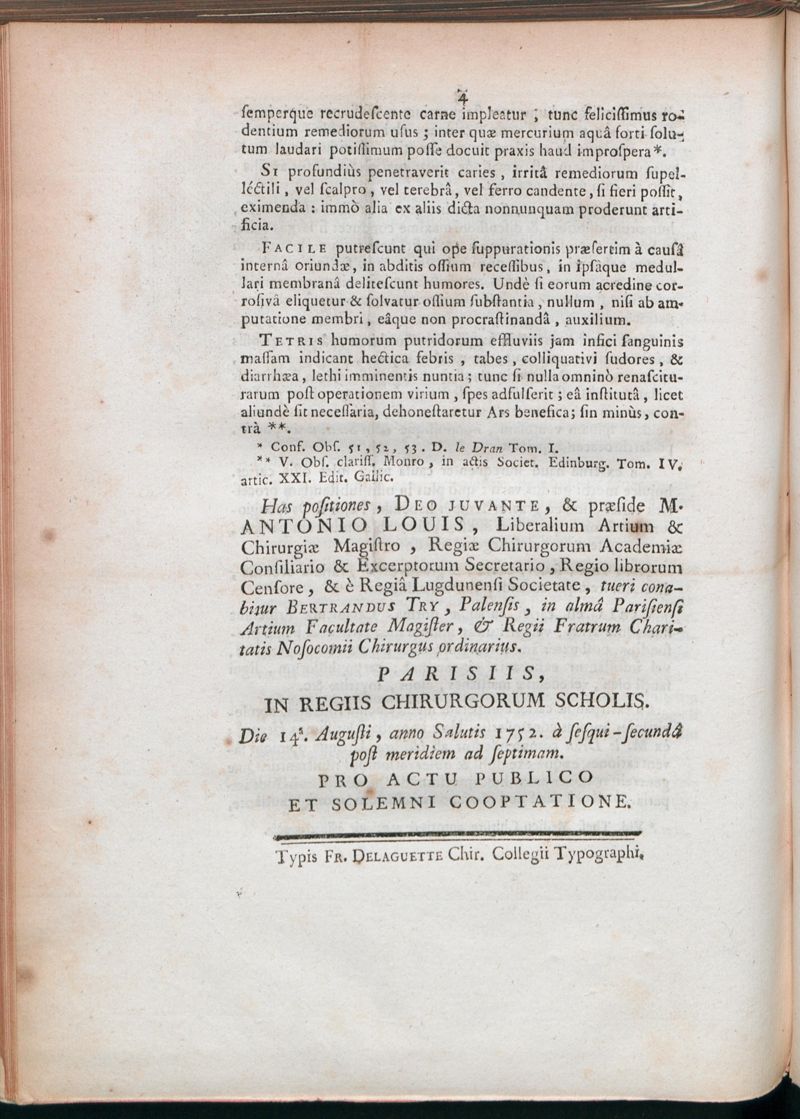 4
ſemperque recrudeſcente carne impleatur ; tunc feliciſſimus ro-
dentium remediorum uſus ; inter quæ mercurium aquâ forti ſolu-
tum laudari potiſſimum poſſe docuit praxis haud improſpera*.
SI profundiùs penetraverit caries , irritâ remediorum ſupel-
léctili , vel ſcalpro , vel terebrâ, vel ferro candente, ſi fieri poſſit,
eximenda : immò alia ex aliis dicta nonnunquam proderunt arti-
ficia.
FACILE putreſcunt qui ope ſuppurationis præſertim à cauſâ
internâ oriundæ, in abditis oſſium receſſibus, in ipſâque medul-
lari membranâ deliteſcunt humores. Undè ſi eorum acredine cor-
roſivâ eliquetur & ſolvatur oſſium ſubſtantia , nullum , niſi ab am-
putatione membri, eâque non procraſtinandâ , auxilium.
TETRIS humorum putridorum effluviis jam infici ſanguinis
maſſam indicant hectica febris , tabes , colliquativi ſudores , &
diarrhæa , lethi imminentis nuntia ; tunc ſi nulla omninò renaſcitu-
rarum poſt operationem virium , ſpes adfulſerit ; eâ inſtitutâ , licet
aliundè ſit neceſſaria, dehoneſtaretur Ars benefica; ſin minùs, con-
trà **.
* Conf. Obſ. 51, 52, 53. D. le Dran Tom. I.
** V. Obſ. clariſſ. Monro , in actis Societ. Edinburg. Tom. IV,
artic. XXI. Edit. Gallic.
Has poſitiones , DEO JUVANTE, & præſide M.
ANTONIO LOUIS , Liberalium Artium &
Chirurgiæ Magiſtro , Regiæ Chirurgorum Academiæ
Conſiliario & Excerptorum Secretario , Regio librorum
Cenſore, & è Regiâ Lugdunenſi Societate , tueri cona-
bitur BERTRANDUS TRY , Palenſis , in almâ Pariſienſi
Artium Facultate Magiſter, & Regii Fratrum Chari-
tatis Noſocomii Chirurgus ordinarius.
PARISIIS,
IN REGIIS CHIRURGORUM SCHOLIS.
Die 14ª. Auguſti, anno Salutis 1752. à ſeſqui-ſecundâ
poſt meridiem ad ſeptimam.
PRO ACTU PUBLICO
ET SOLEMNI COOPTATIONE.
Typis FR. DELAGUETTE Chir. Collegii Typographi.